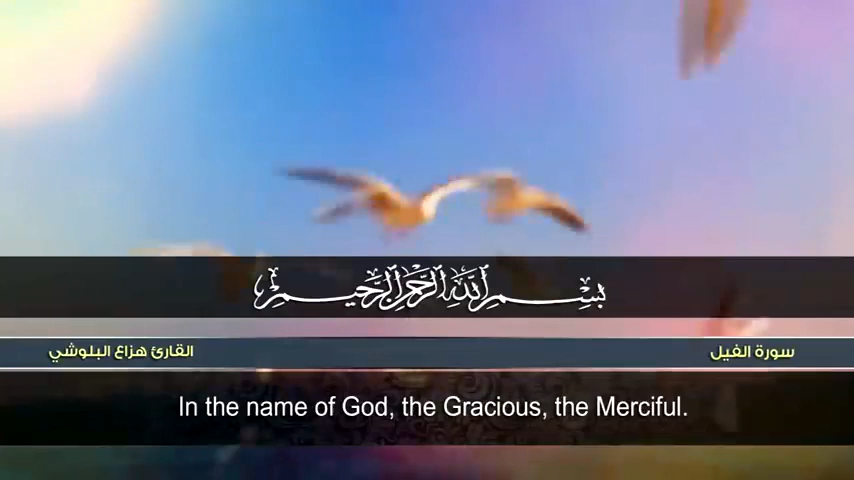 بسم الله الرحمن الرحيم
سورة الفيل
القارئ هزاع البلوشي
In the name of God, the Gracious, the Merciful.